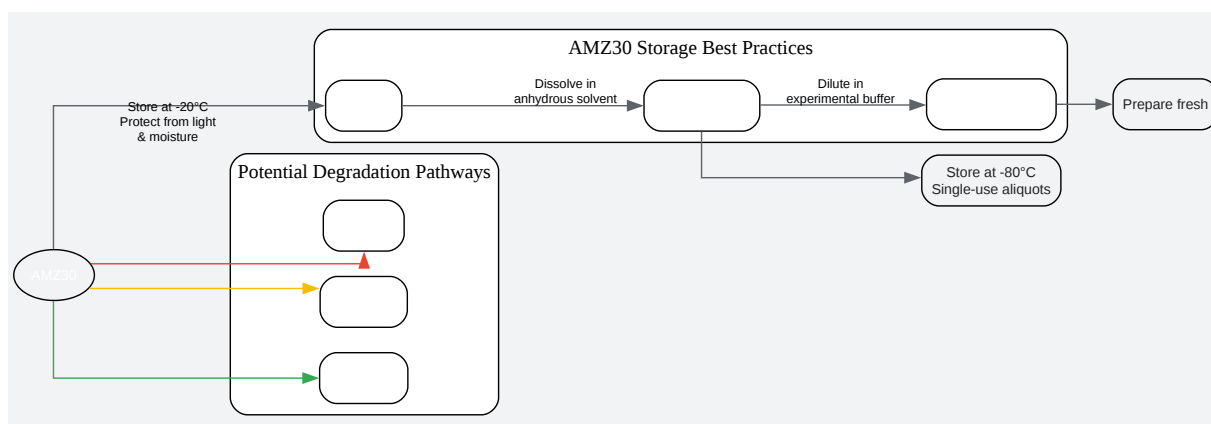 AMZ30 Storage Best Practices
Store at -20°C
Protect from light
& moisture
Dissolve in
anhydrous solvent
Dilute in
experimental buffer
Prepare fresh
Store at -80°C
Single-use aliquots
Potential Degradation Pathways
AMZ30